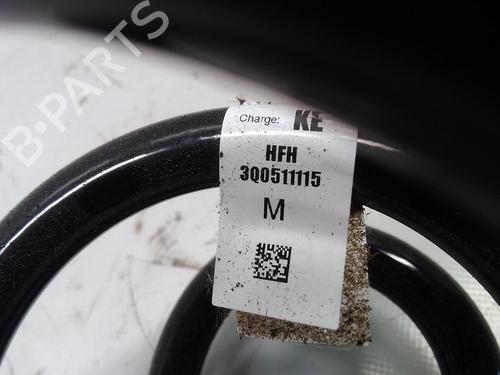 B-PARTS
Charge: KE
HFH
3Q0511115
M